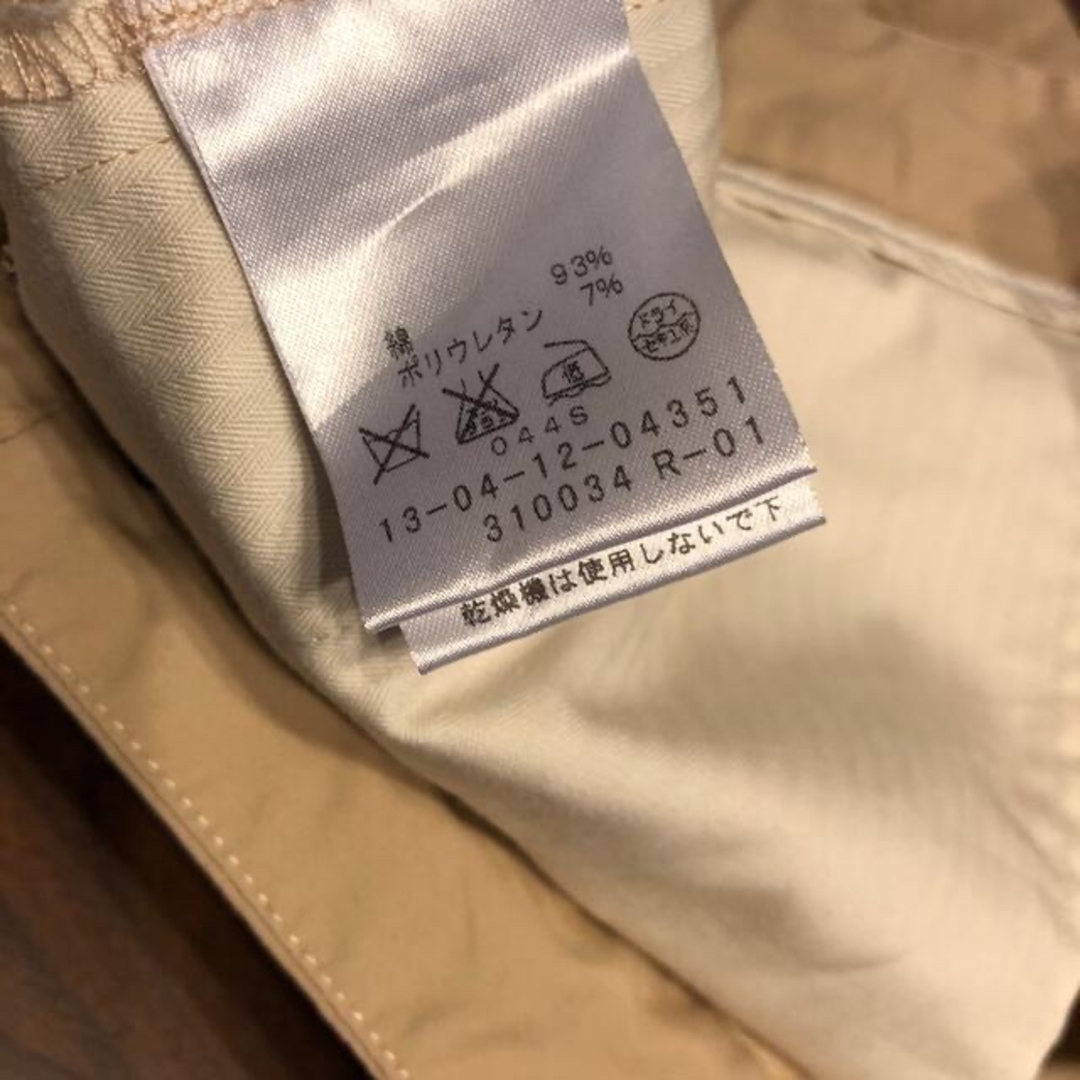 綿 93%
ポリウレタン 7%
低
ドライ
セキユ系
044S
13-04-12-04351
310034 R-01
乾燥機は使用しないで下